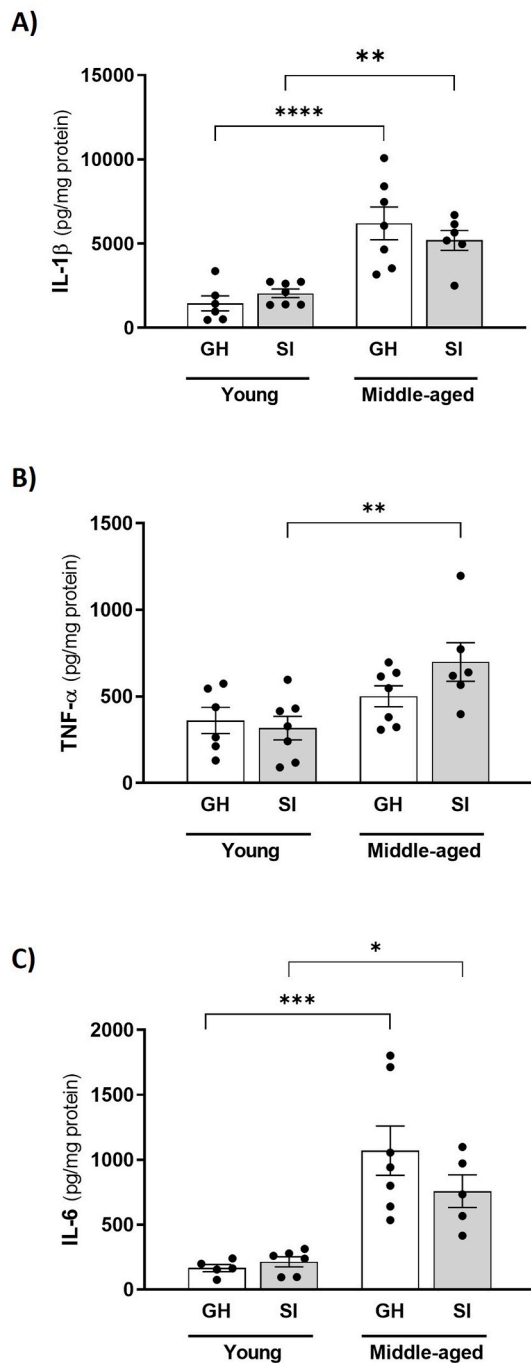 A)
**
****
15000
10000
5000
0
IL-1β (pg/mg protein)
GH SI GH SI
Young Middle-aged
B)
**
1500
1000
500
0
TNF-α (pg/mg protein)
GH SI GH SI
Young Middle-aged
C)
*
***
2000
1500
1000
500
0
IL-6 (pg/mg protein)
GH SI GH SI
Young Middle-aged